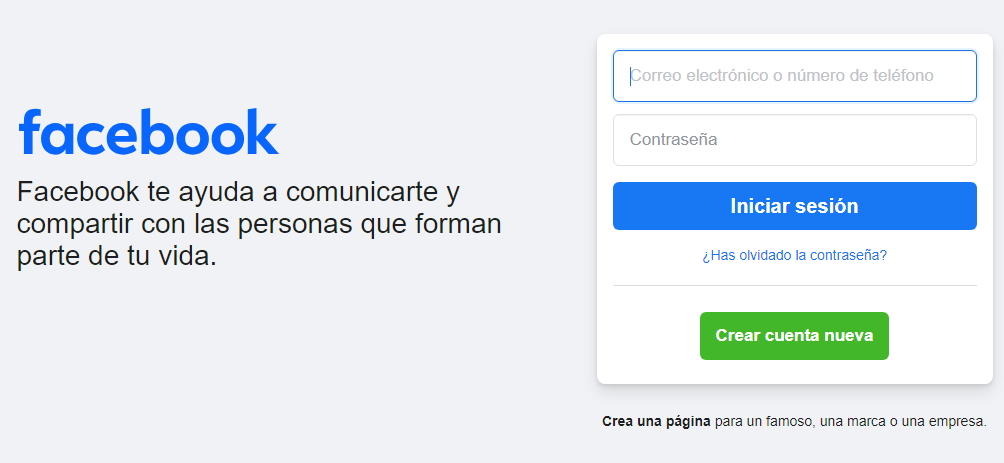 facebook
Facebook te ayuda a comunicarte y
compartir con las personas que forman
parte de tu vida.
Correo electrónico o número de teléfono
Contraseña
Iniciar sesión
¿Has olvidado la contraseña?
Crear cuenta nueva
Crea una página para un famoso, una marca o una empresa.